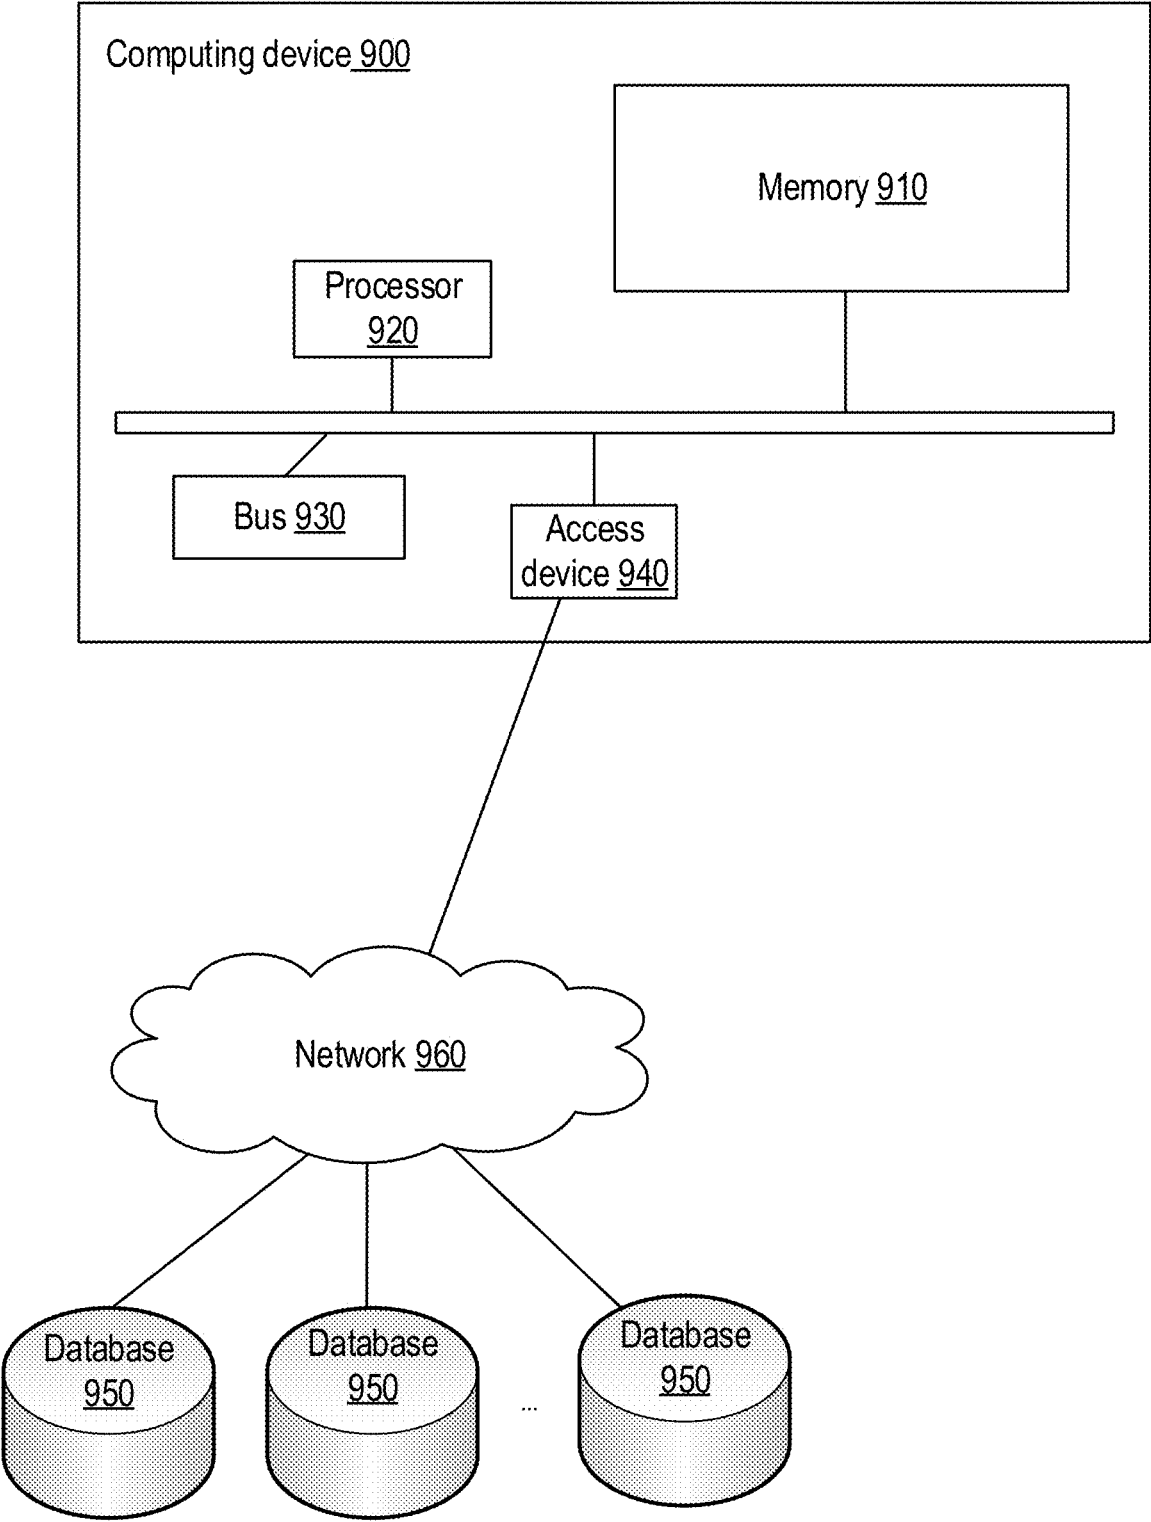 Computing device 900
Memory 910
Processor
920
Bus 930
Access
device 940
Network 960
Database
950
Database
950
...
Database
950